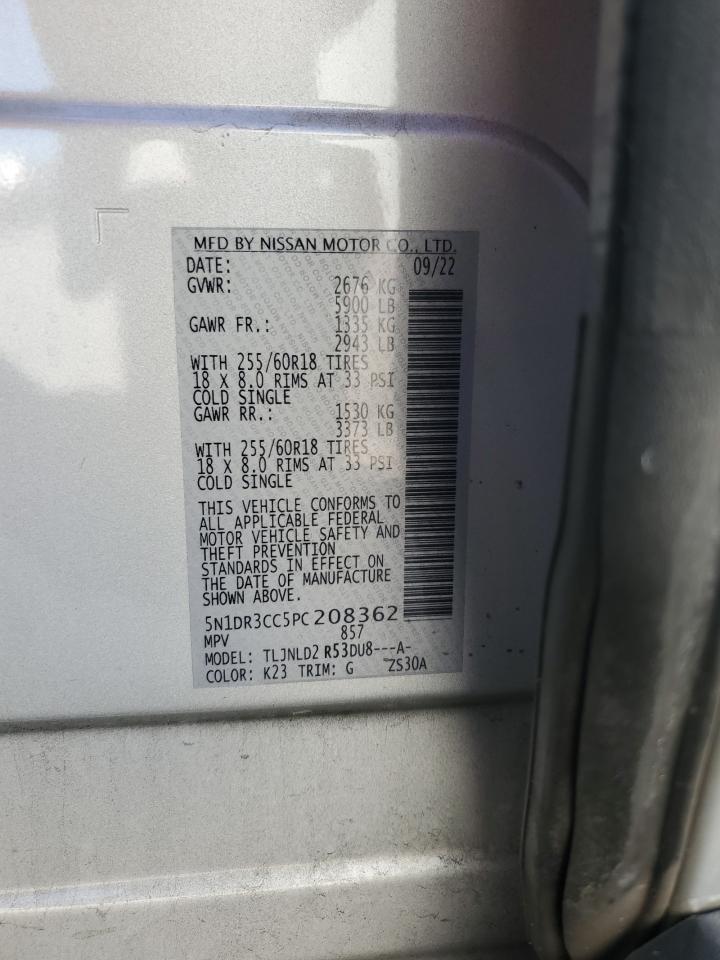 MFD BY NISSAN MOTOR CO., LTD.
DATE: 09/22
GVWR: 2676 KG
5900 LB
GAWR FR.: 1335 KG
2943 LB
WITH 255/60R18 TIRES
18 X 8.0 RIMS AT 33 PSI
COLD SINGLE
GAWR RR.: 1530 KG
3373 LB
WITH 255/60R18 TIRES
18 X 8.0 RIMS AT 33 PSI
COLD SINGLE
THIS VEHICLE CONFORMS TO
ALL APPLICABLE FEDERAL
MOTOR VEHICLE SAFETY AND
THEFT PREVENTION
STANDARDS IN EFFECT ON
THE DATE OF MANUFACTURE
SHOWN ABOVE.
5N1DR3CC5PC208362
MPV 857
MODEL: TLJNLD2 R53DU8---A-
COLOR: K23 TRIM: G ZS30A